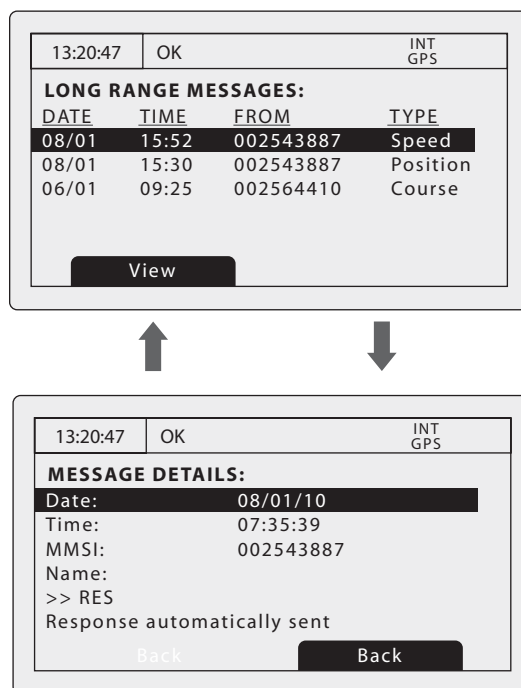 13:20:47 OK INT
GPS
LONG RANGE MESSAGES:
DATE TIME FROM TYPE
08/01 15:52 002543887 Speed
08/01 15:30 002543887 Position
06/01 09:25 002564410 Course
View
13:20:47 OK INT
GPS
MESSAGE DETAILS:
Date: 08/01/10
Time: 07:35:39
MMSI: 002543887
Name:
>> RES
Response automatically sent
Back Back